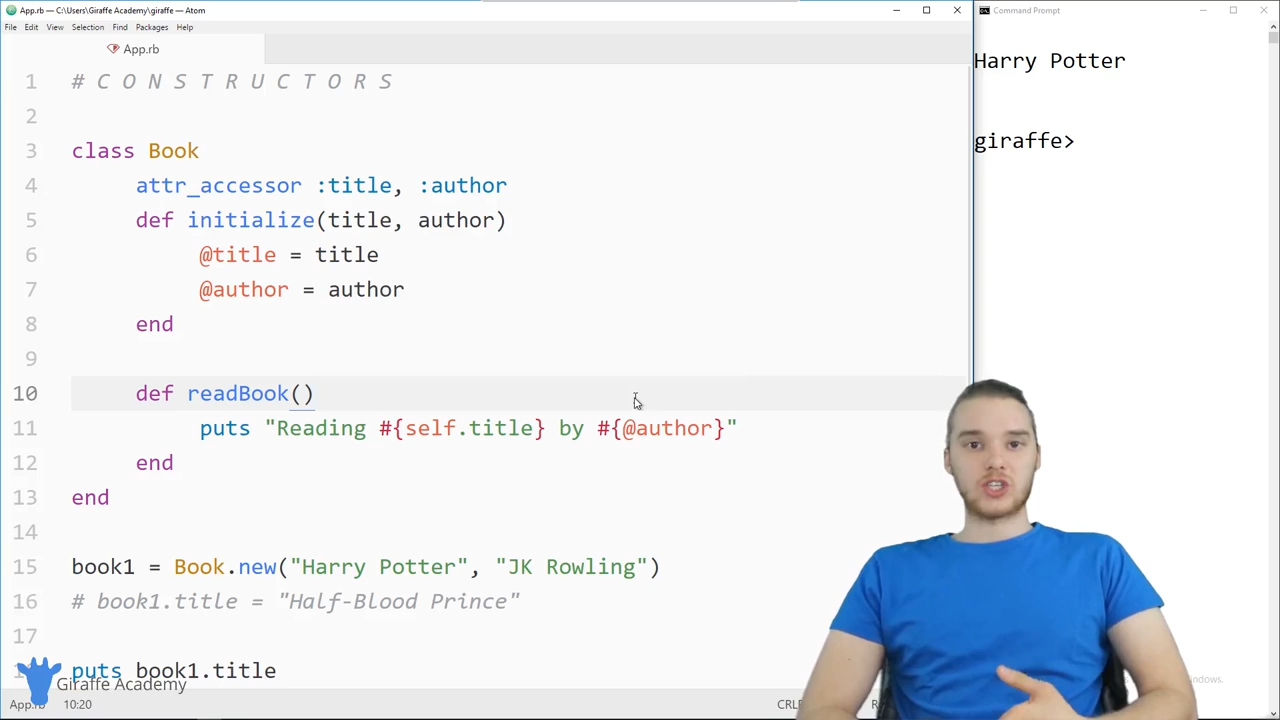 App.rb — C:\Users\Giraffe Academy\giraffe — Atom
File Edit View Selection Find Packages Help
App.rb
1 # C O N S T R U C T O R S
2
3 class Book
4 attr_accessor :title, :author
5 def initialize(title, author)
6 @title = title
7 @author = author
8 end
9
10 def readBook()
11 puts "Reading #{self.title} by #{@author}"
12 end
13 end
14
15 book1 = Book.new("Harry Potter", "JK Rowling")
16 # book1.title = "Half-Blood Prince"
17
puts book1.title
Giraffe Academy
App.rb 10:20 CRLF
Command Prompt
Harry Potter
giraffe>